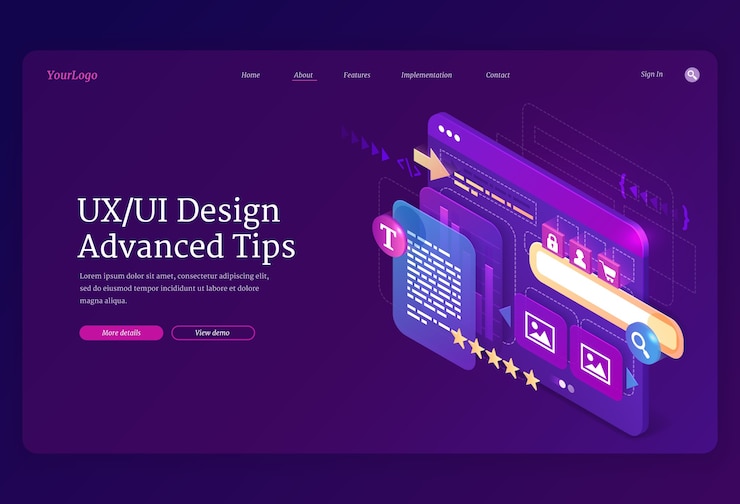 YourLogo
Home About Features Implementation Contact Sign In
UX/UI Design
Advanced Tips
Lorem ipsum dolor sit amet, consectetur adipiscing elit,
sed do eiusmod tempor incididunt ut labore et dolore
magna aliqua.
More details View demo
</>
T